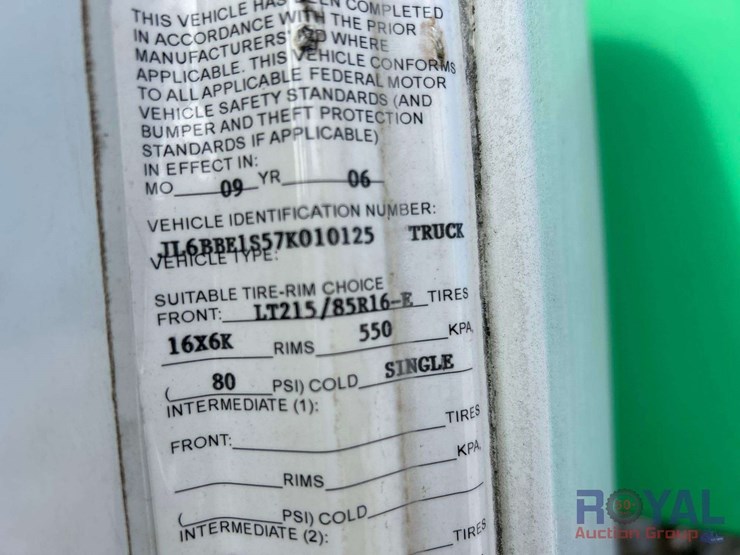 THIS VEHICLE HAS BEEN COMPLETED
IN ACCORDANCE WITH THE PRIOR
MANUFACTURERS' WHERE
APPLICABLE. THIS VEHICLE CONFORMS
TO ALL APPLICABLE FEDERAL MOTOR
VEHICLE SAFETY STANDARDS (AND
BUMPER AND THEFT PROTECTION
STANDARDS IF APPLICABLE)
IN EFFECT IN:
MO 09 YR 06
VEHICLE IDENTIFICATION NUMBER:
JL6BBE1S57K010125 TRUCK
VEHICLE TYPE:
SUITABLE TIRE-RIM CHOICE
FRONT: LT215/85R16-E TIRES
16X6K RIMS 550 KPA
( 80 PSI) COLD SINGLE
INTERMEDIATE (1):
FRONT: TIRES
RIMS KPA
( PSI) COLD
INTERMEDIATE (2):
TIRES
ROYAL
Auction Group